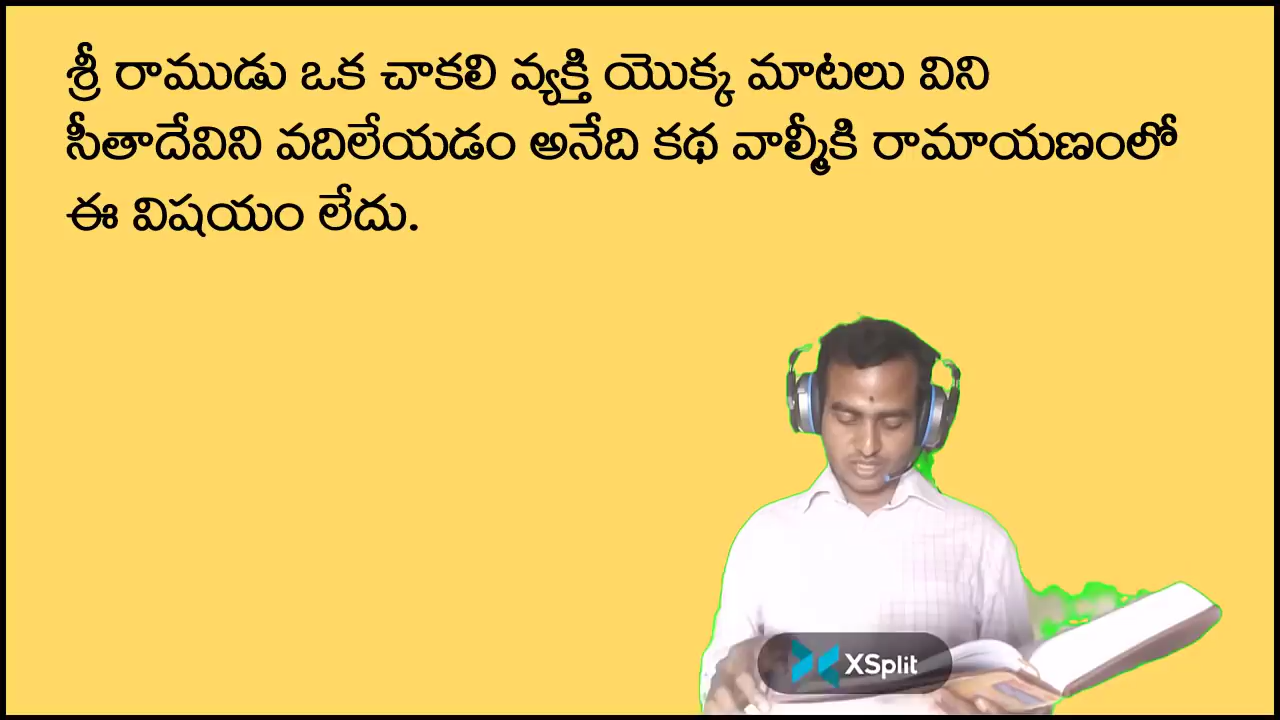 శ్రీ రాముడు ఒక చాకలి వ్యక్తి యొక్క మాటలు విని
సీతాదేవిని వదిలేయడం అనేది కథ వాల్మీకి రామాయణంలో
ఈ విషయం లేదు.
XSplit